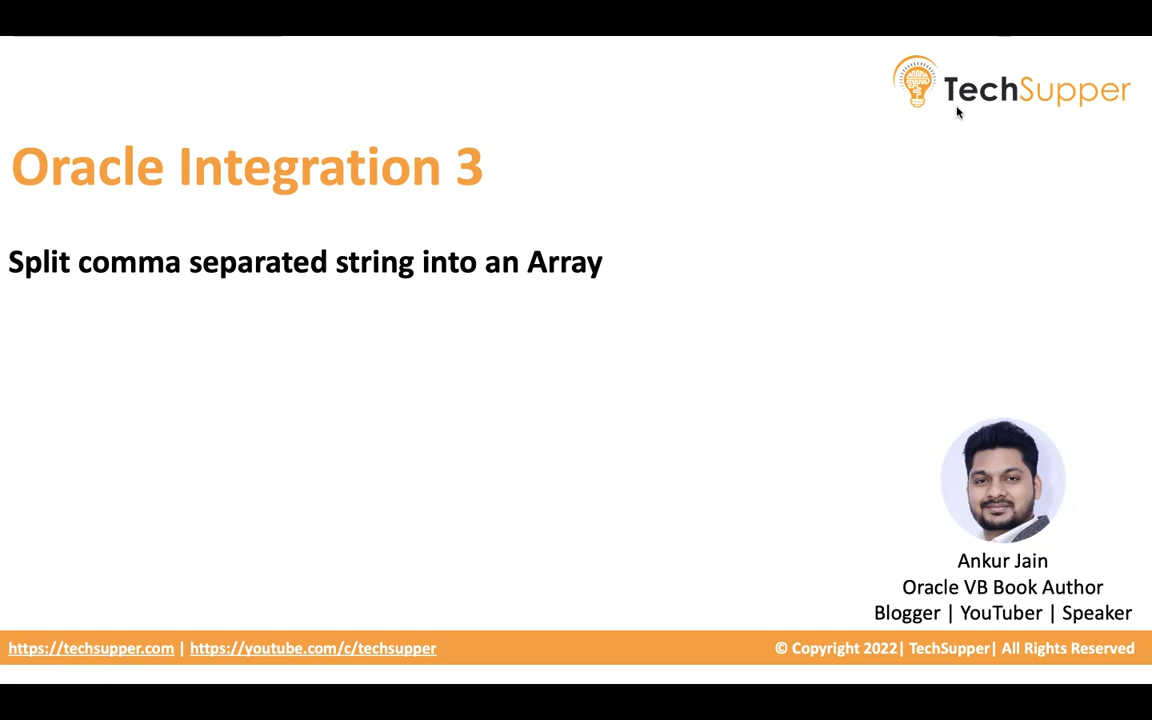 TechSupper
Oracle Integration 3
Split comma separated string into an Array
Ankur Jain
Oracle VB Book Author
Blogger | YouTuber | Speaker
https://techsupper.com | https://youtube.com/c/techsupper
© Copyright 2022| TechSupper| All Rights Reserved